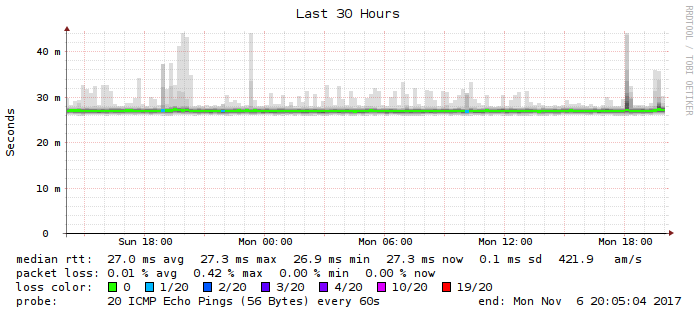 Last 30 Hours
RRDTOOL / TOBI OETIKER
Seconds
40 m
30 m
20 m
10 m
0
Sun 18:00 Mon 00:00 Mon 06:00 Mon 12:00 Mon 18:00
median rtt: 27.0 ms avg 27.3 ms max 26.9 ms min 27.3 ms now 0.1 ms sd 421.9 am/s
packet loss: 0.01 % avg 0.42 % max 0.00 % min 0.00 % now
loss color: 0 1/20 2/20 3/20 4/20 10/20 19/20
probe: 20 ICMP Echo Pings (56 Bytes) every 60s end: Mon Nov 6 20:05:04 2017